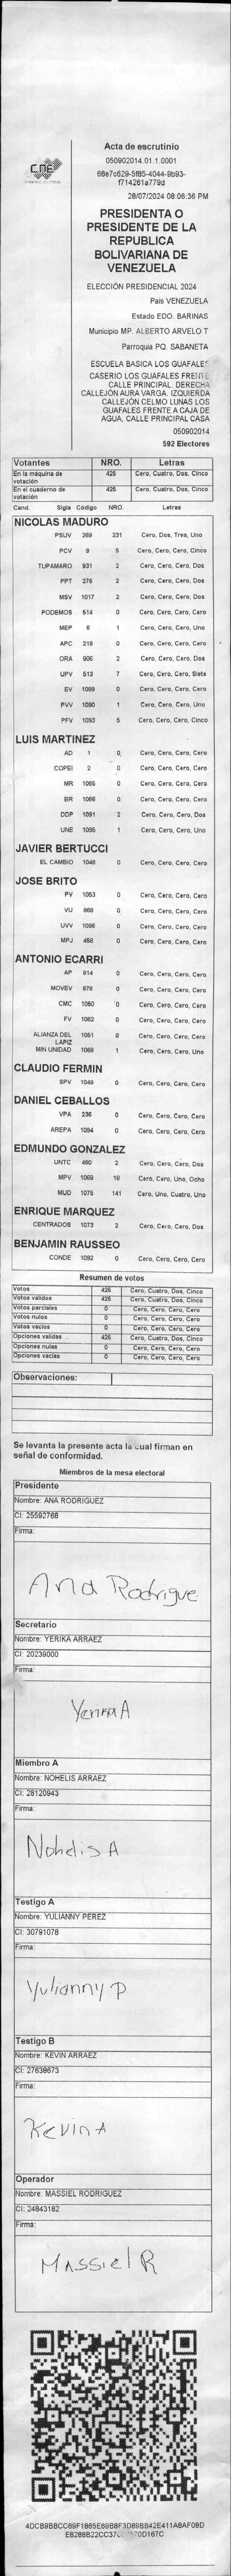 CNE
Acta de escrutinio
050902014.01.1.0001
68e7c629-5f85-4044-9b93-
f714261a779d
28/07/2024 08:06:36 PM
PRESIDENTA O
PRESIDENTE DE LA
REPUBLICA
BOLIVARIANA DE
VENEZUELA
ELECCIÓN PRESIDENCIAL 2024
País VENEZUELA
Estado EDO. BARINAS
Municipio MP. ALBERTO ARVELO T
Parroquia PQ. SABANETA
ESCUELA BASICA LOS GUAFALES
CASERIO LOS GUAFALES FRENTE
CALLE PRINCIPAL. DERECHA
CALLEJÓN AURA VARGA. IZQUIERDA
CALLEJÓN CELMO LUNAS LOS
GUAFALES FRENTE A CAJA DE
AGUA, CALLE PRINCIPAL CASA
050902014
592 Electores
Votantes NRO. Letras
En la máquina de votación 425 Cero, Cuatro, Dos, Cinco
En el cuaderno de votación 425 Cero, Cuatro, Dos, Cinco
Cand. Sigla Código NRO. Letras
NICOLAS MADURO
PSUV 269 231 Cero, Dos, Tres, Uno
PCV 9 5 Cero, Cero, Cero, Cinco
TUPAMARO 931 2 Cero, Cero, Cero, Dos
PPT 276 2 Cero, Cero, Cero, Dos
MSV 1017 2 Cero, Cero, Cero, Dos
PODEMOS 514 0 Cero, Cero, Cero, Cero
MEP 6 1 Cero, Cero, Cero, Uno
APC 219 0 Cero, Cero, Cero, Cero
ORA 906 2 Cero, Cero, Cero, Dos
UPV 513 7 Cero, Cero, Cero, Siete
EV 1089 0 Cero, Cero, Cero, Cero
PVV 1090 1 Cero, Cero, Cero, Uno
PFV 1093 5 Cero, Cero, Cero, Cinco
LUIS MARTINEZ
AD 1 0 Cero, Cero, Cero, Cero
COPEI 2 0 Cero, Cero, Cero, Cero
MR 1065 0 Cero, Cero, Cero, Cero
BR 1066 0 Cero, Cero, Cero, Cero
DDP 1091 2 Cero, Cero, Cero, Dos
UNE 1095 1 Cero, Cero, Cero, Uno
JAVIER BERTUCCI
EL CAMBIO 1048 0 Cero, Cero, Cero, Cero
JOSE BRITO
PV 1053 0 Cero, Cero, Cero, Cero
VU 868 0 Cero, Cero, Cero, Cero
UVV 1096 0 Cero, Cero, Cero, Cero
MPJ 458 0 Cero, Cero, Cero, Cero
ANTONIO ECARRI
AP 814 0 Cero, Cero, Cero, Cero
MOVEV 878 0 Cero, Cero, Cero, Cero
CMC 1050 0 Cero, Cero, Cero, Cero
FV 1062 0 Cero, Cero, Cero, Cero
ALIANZA DEL LAPIZ 1051 0 Cero, Cero, Cero, Cero
MIN UNIDAD 1068 1 Cero, Cero, Cero, Uno
CLAUDIO FERMIN
SPV 1049 0 Cero, Cero, Cero, Cero
DANIEL CEBALLOS
VPA 236 0 Cero, Cero, Cero, Cero
AREPA 1094 0 Cero, Cero, Cero, Cero
EDMUNDO GONZALEZ
UNTC 460 2 Cero, Cero, Cero, Dos
MPV 1069 18 Cero, Cero, Uno, Ocho
MUD 1075 141 Cero, Uno, Cuatro, Uno
ENRIQUE MARQUEZ
CENTRADOS 1073 2 Cero, Cero, Cero, Dos
BENJAMIN RAUSSEO
CONDE 1092 0 Cero, Cero, Cero, Cero
Resumen de votos
Votos 425 Cero, Cuatro, Dos, Cinco
Votos validos 425 Cero, Cuatro, Dos, Cinco
Votos parciales 0 Cero, Cero, Cero, Cero
Votos nulos 0 Cero, Cero, Cero, Cero
Votos vacios 0 Cero, Cero, Cero, Cero
Opciones validas 425 Cero, Cuatro, Dos, Cinco
Opciones nulas 0 Cero, Cero, Cero, Cero
Opciones vacias 0 Cero, Cero, Cero, Cero
Observaciones:
Se levanta la presente acta la cual firman en
señal de conformidad.
Miembros de la mesa electoral
Presidente
Nombre: ANA RODRIGUEZ
CI: 25592768
Firma:
Ana Rodrigue
Secretario
Nombre: YERIKA ARRAEZ
CI: 20239000
Firma:
Yerika A
Miembro A
Nombre: NOHELIS ARRAEZ
CI: 28120943
Firma:
Nohelis A
Testigo A
Nombre: YULIANNY PEREZ
CI: 30791078
Firma:
Yulianny P
Testigo B
Nombre: KEVIN ARRAEZ
CI: 27638673
Firma:
Kevin A
Operador
Nombre: MASSIEL RODRIGUEZ
CI: 24843182
Firma:
Massiel R
4DCB9BBCC69F1865E69B8F3D89BB42E411A8AF08D